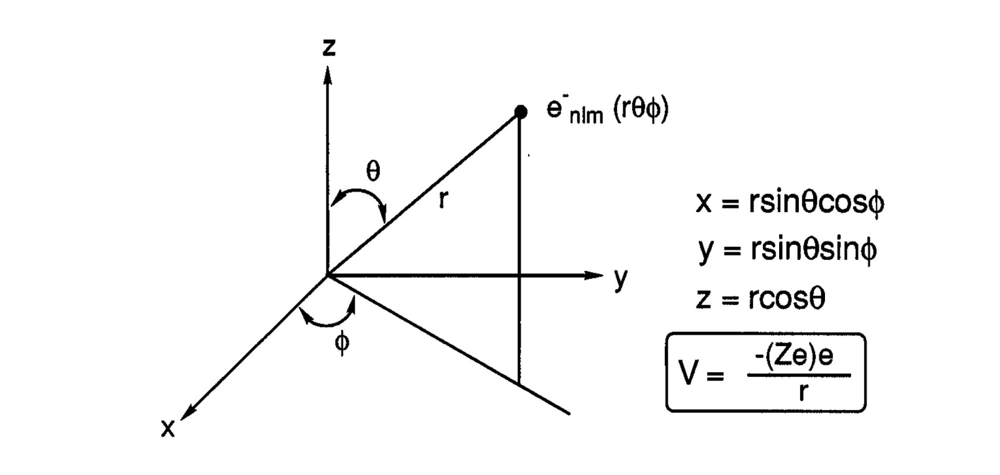 z
e⁻nlm (rθϕ)
θ
r
x = rsinθcosϕ
y = rsinθsinϕ
y
z = rcosθ
ϕ
V = -(Ze)e / r
x